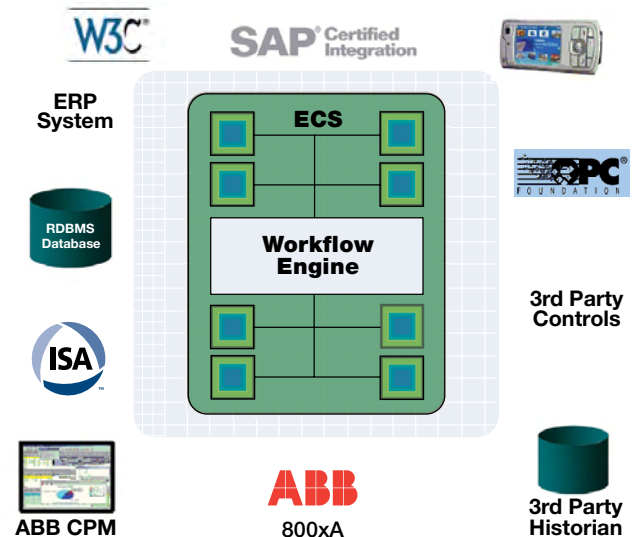 W3C®
SAP® Certified
Integration
ERP
System
ECS
OPC®
FOUNDATION
RDBMS
Database
Workflow
Engine
3rd Party
Controls
ISA™
ABB CPM
ABB
800xA
3rd Party
Historian